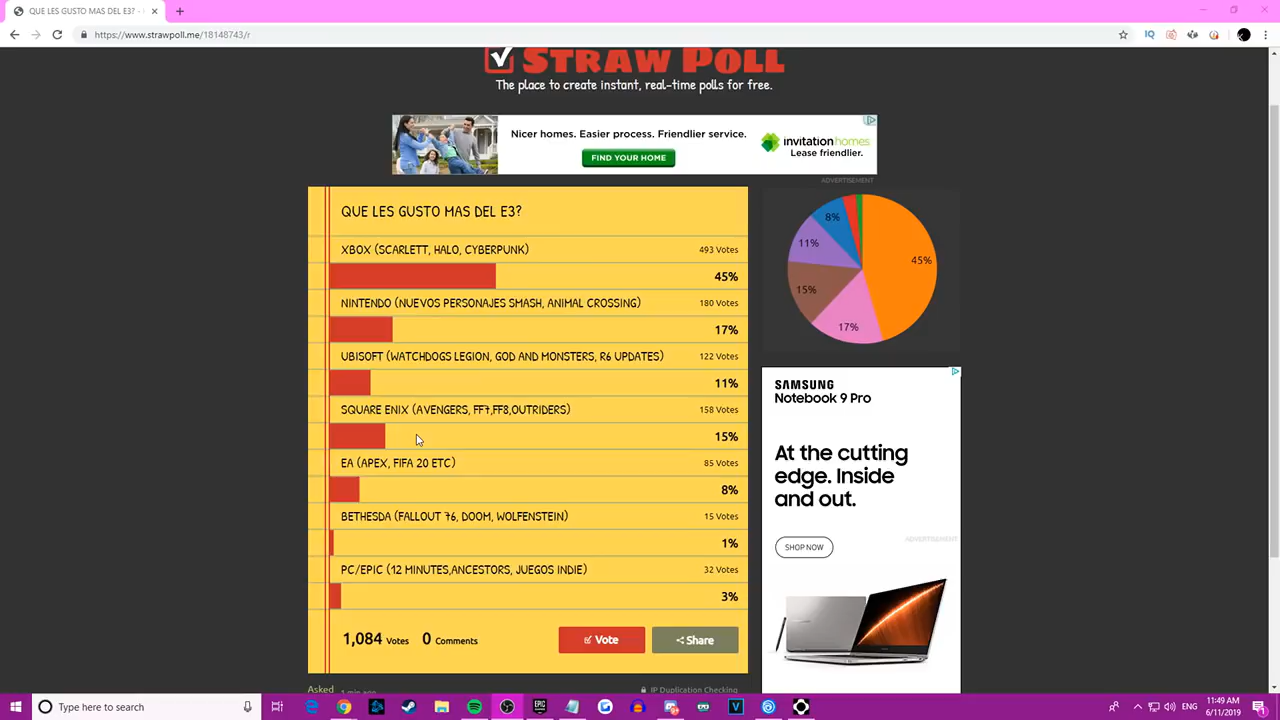 QUE LES GUSTO MAS DEL E3?
https://www.strawpoll.me/18148743/r
IQ
STRAW POLL
The place to create instant, real-time polls for free.
Nicer homes. Easier process. Friendlier service.
FIND YOUR HOME
invitation homes
Lease friendlier.
ADVERTISEMENT
QUE LES GUSTO MAS DEL E3?
XBOX (SCARLETT, HALO, CYBERPUNK) 493 Votes
45%
NINTENDO (NUEVOS PERSONAJES SMASH, ANIMAL CROSSING) 180 Votes
17%
UBISOFT (WATCHDOGS LEGION, GOD AND MONSTERS, R6 UPDATES) 122 Votes
11%
SQUARE ENIX (AVENGERS, FF7,FF8,OUTRIDERS) 158 Votes
15%
EA (APEX, FIFA 20 ETC) 85 Votes
8%
BETHESDA (FALLOUT 76, DOOM, WOLFENSTEIN) 15 Votes
1%
PC/EPIC (12 MINUTES,ANCESTORS, JUEGOS INDIE) 32 Votes
3%
1,084 Votes 0 Comments Vote Share
Asked 1 min ago IP Duplication Checking
8%
11%
45%
15%
17%
SAMSUNG
Notebook 9 Pro
At the cutting
edge. Inside
and out.
ADVERTISEMENT
SHOP NOW
Type here to search
EPIC
V
ENG
11:49 AM
6/11/2019